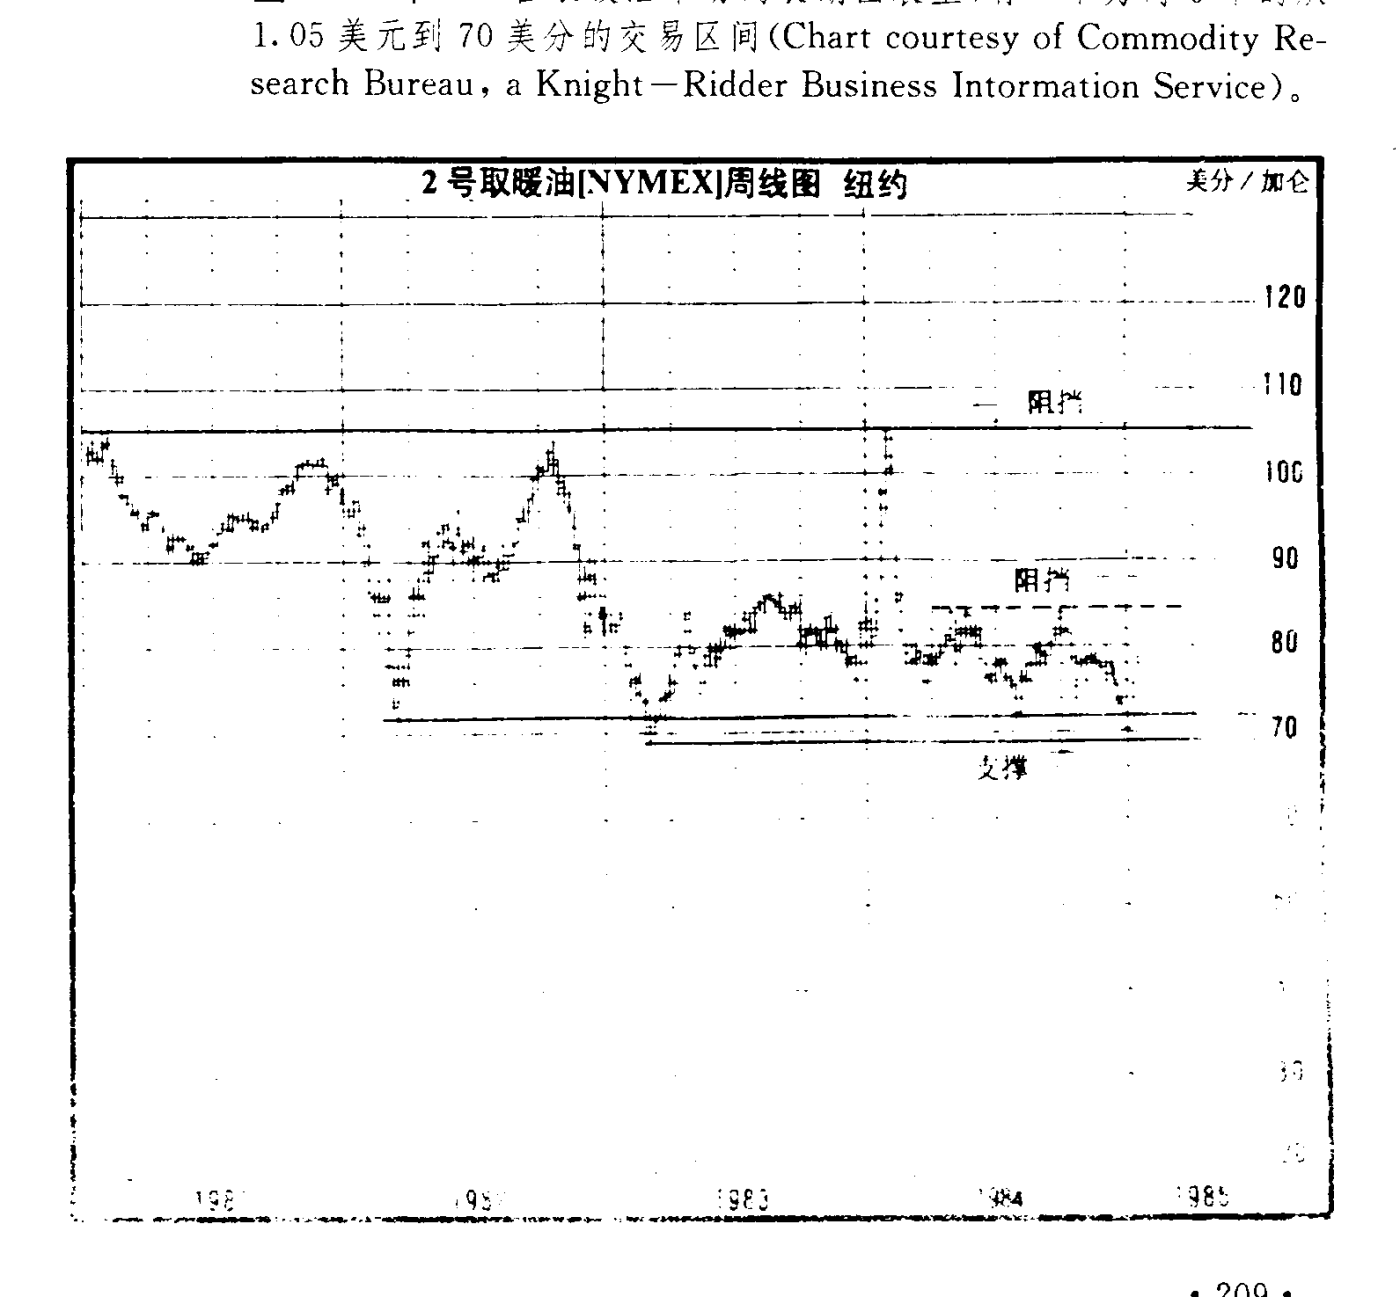 1.05 美元到 70 美分的交易区间(Chart courtesy of Commodity Re-
search Bureau, a Knight—Ridder Business Intormation Service)。
2 号取暖油[NYMEX]周线图 纽约
美分/加仑
120
110
阻挡
100
90
阻挡
80
70
支撑
1983 1984 1985
· 209 ·